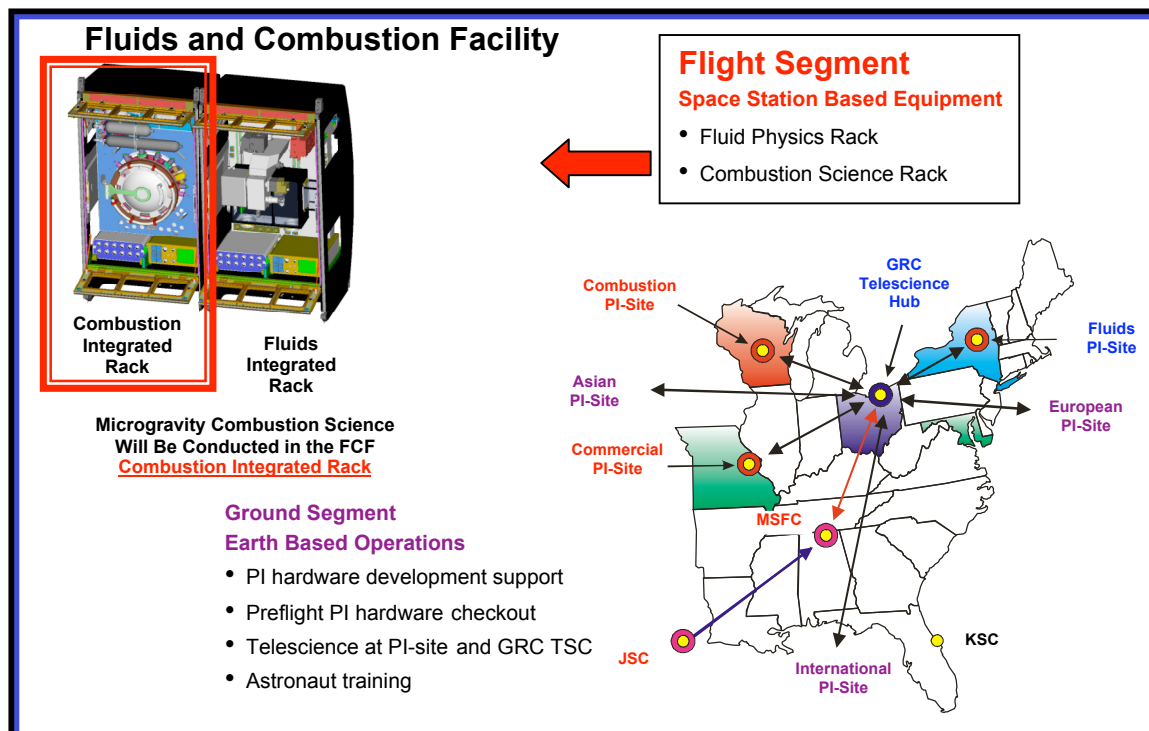 Fluids and Combustion Facility
Flight Segment
Space Station Based Equipment
• Fluid Physics Rack
• Combustion Science Rack
Combustion
Integrated
Rack
Fluids
Integrated
Rack
Microgravity Combustion Science
Will Be Conducted in the FCF
Combustion Integrated Rack
Ground Segment
Earth Based Operations
• PI hardware development support
• Preflight PI hardware checkout
• Telescience at PI-site and GRC TSC
• Astronaut training
GRC
Telescience
Hub
Combustion
PI-Site
Fluids
PI-Site
Asian
PI-Site
European
PI-Site
Commercial
PI-Site
MSFC
JSC
KSC
International
PI-Site